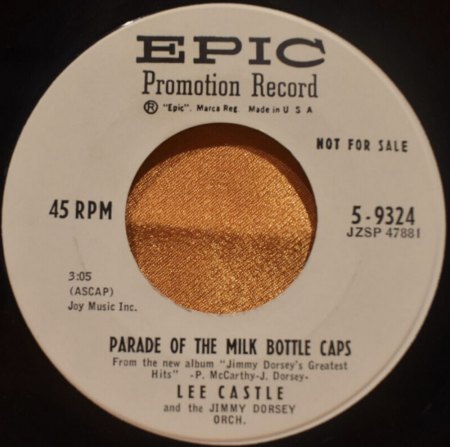 EPIC
Promotion Record
Ⓡ "Epic". Marca Reg. Made in U S A
NOT FOR SALE
45 RPM
5-9324
JZSP 47881
3:05
(ASCAP)
Joy Music Inc.
PARADE OF THE MILK BOTTLE CAPS
From the new album "Jimmy Dorsey's Greatest
Hits" -P. McCarthy-J. Dorsey-
LEE CASTLE
and the JIMMY DORSEY
ORCH.